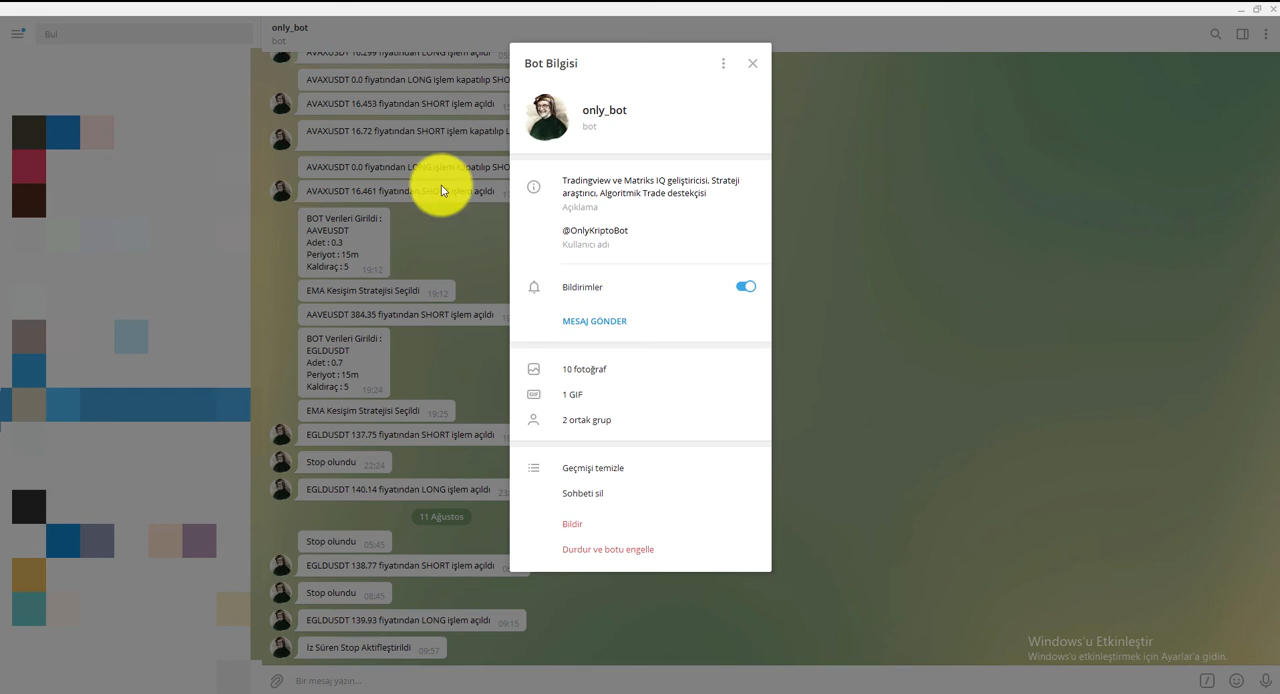 Bul
only_bot
bot
AVAXUSDT 16.299 fiyatından LONG işlem açıldı
AVAXUSDT 0.0 fiyatından LONG işlem kapatılıp SHO
AVAXUSDT 16.453 fiyatından SHORT işlem açıldı
AVAXUSDT 16.72 fiyatından SHORT işlem kapatılıp L
AVAXUSDT 0.0 fiyatından LONG işlem kapatılıp SHO
AVAXUSDT 16.461 fiyatından SHORT işlem açıldı
BOT Verileri Girildi :
AAVEUSDT
Adet : 0.3
Periyot : 15m
Kaldıraç : 5 19:12
EMA Kesişim Stratejisi Seçildi 19:12
AAVEUSDT 384.35 fiyatından SHORT işlem açıldı
BOT Verileri Girildi :
EGLDUSDT
Adet : 0.7
Periyot : 15m
Kaldıraç : 5 19:24
EMA Kesişim Stratejisi Seçildi 19:25
EGLDUSDT 137.75 fiyatından SHORT işlem açıldı
Stop olundu 22:24
EGLDUSDT 140.14 fiyatından LONG işlem açıldı
11 Ağustos
Stop olundu 05:45
EGLDUSDT 138.77 fiyatından SHORT işlem açıldı
Stop olundu 08:45
EGLDUSDT 139.93 fiyatından LONG işlem açıldı 09:15
İz Süren Stop Aktifleştirildi 09:57
Bir mesaj yazın...
Bot Bilgisi
only_bot
bot
Tradingview ve Matriks IQ geliştiricisi, Strateji
araştırıcı, Algoritmik Trade destekçisi
Açıklama
@OnlyKriptoBot
Kullanıcı adı
Bildirimler
MESAJ GÖNDER
10 fotoğraf
GIF 1 GIF
2 ortak grup
Geçmişi temizle
Sohbeti sil
Bildir
Durdur ve botu engelle
Windows'u Etkinleştir
Windows'u etkinleştirmek için Ayarlar'a gidin.